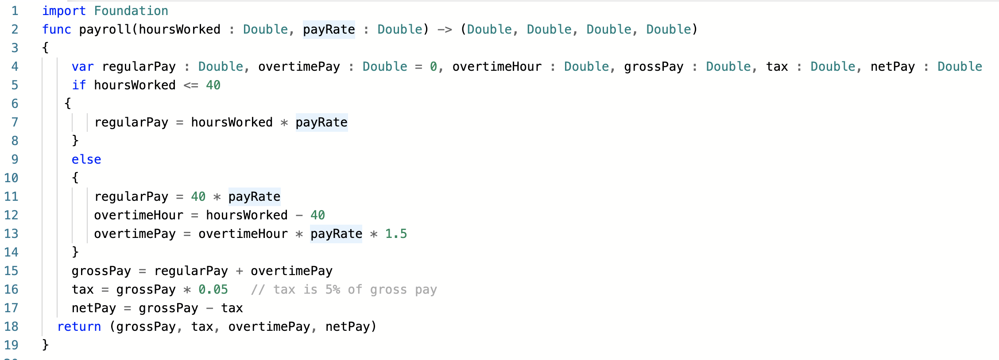 1 import Foundation
2 func payroll(hoursWorked : Double, payRate : Double) -> (Double, Double, Double, Double)
3 {
4 var regularPay : Double, overtimePay : Double = 0, overtimeHour : Double, grossPay : Double, tax : Double, netPay : Double
5 if hoursWorked <= 40
6 {
7 regularPay = hoursWorked * payRate
8 }
9 else
10 {
11 regularPay = 40 * payRate
12 overtimeHour = hoursWorked - 40
13 overtimePay = overtimeHour * payRate * 1.5
14 }
15 grossPay = regularPay + overtimePay
16 tax = grossPay * 0.05 // tax is 5% of gross pay
17 netPay = grossPay - tax
18 return (grossPay, tax, overtimePay, netPay)
19 }